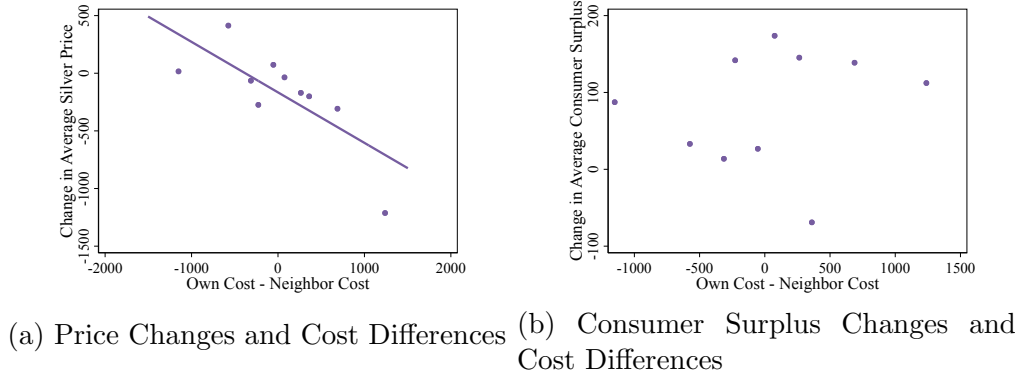 Change in Average Silver Price
500
0
-500
-1000
-1500
-2000
-1000
0
1000
2000
Own Cost - Neighbor Cost
Change in Average Consumer Surplus
200
100
0
-100
-1000
-500
0
500
1000
1500
Own Cost - Neighbor Cost
(a) Price Changes and Cost Differences
(b) Consumer Surplus Changes and
Cost Differences